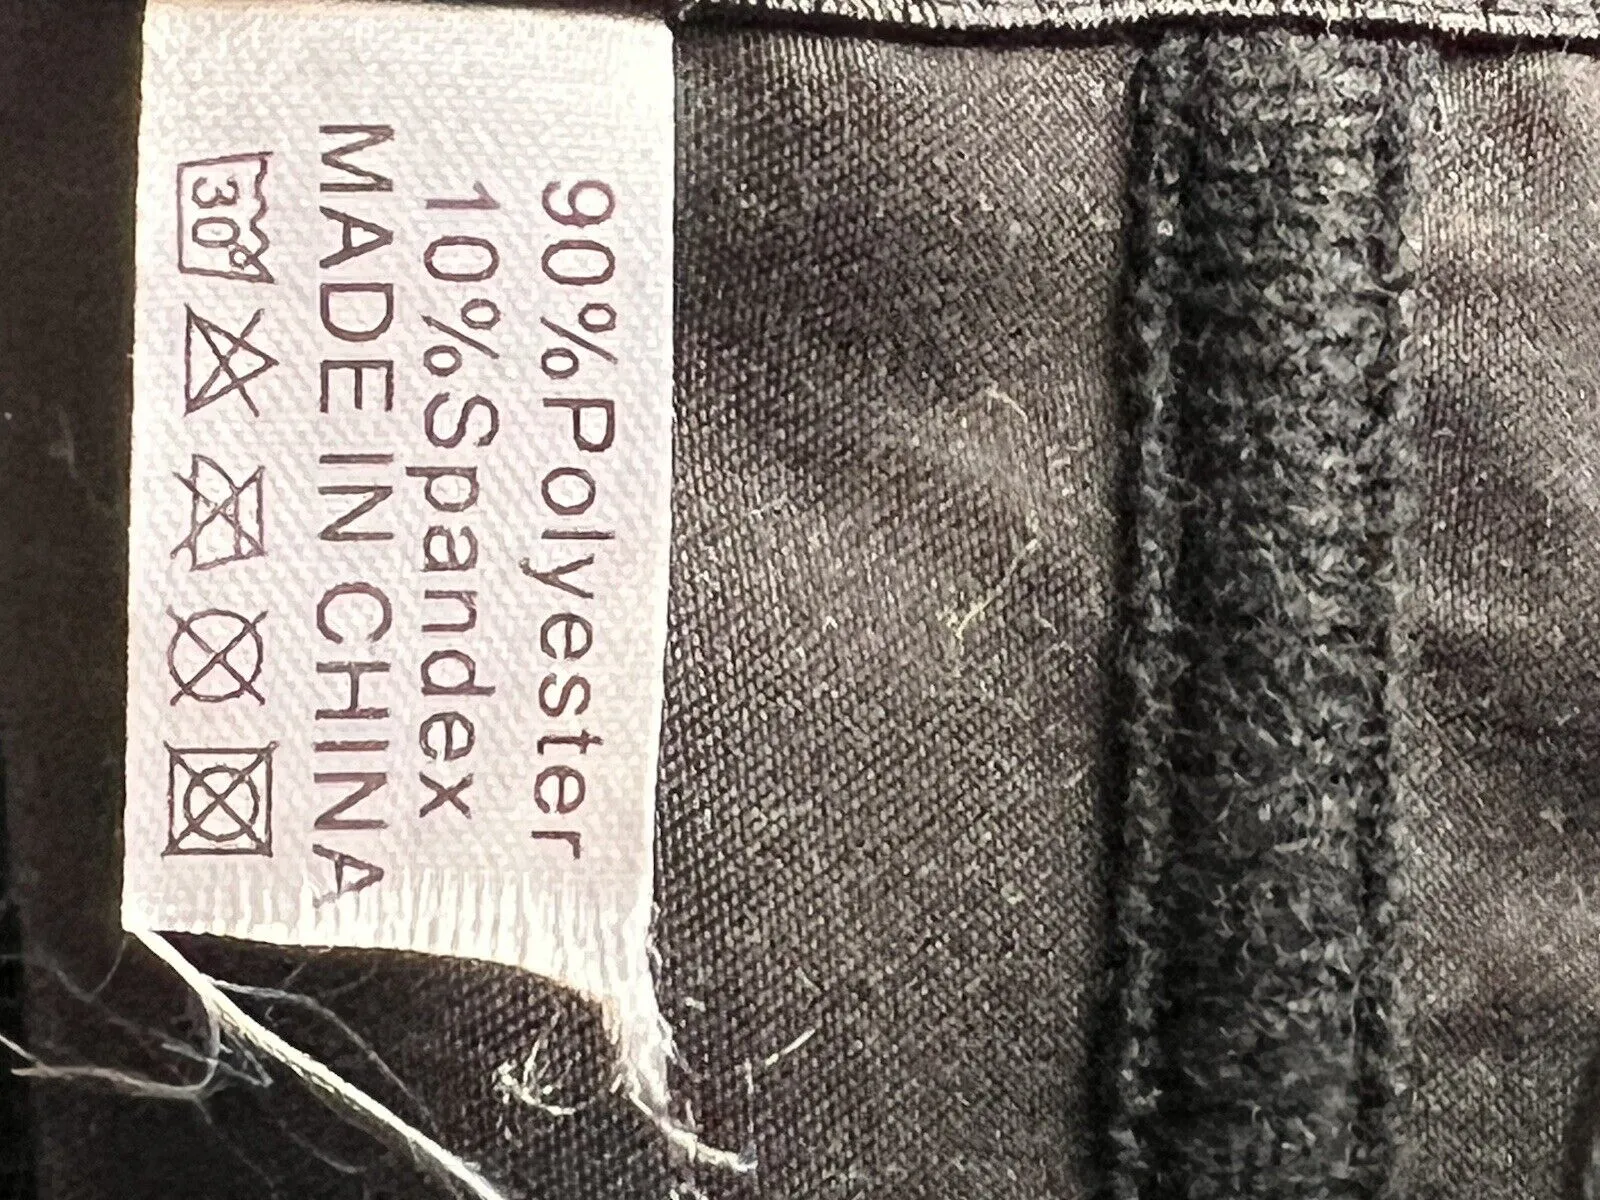 90%Polyester
10%Spandex
MADE IN CHINA
30°